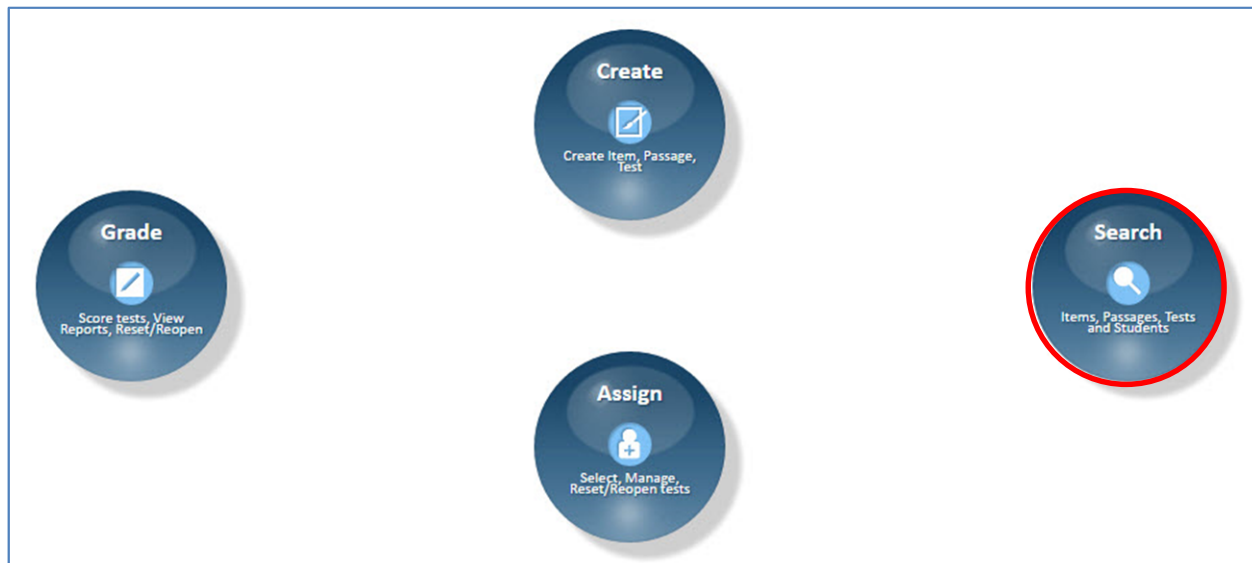 Create
Create Item, Passage,
Test
Grade
Score tests, View
Reports, Reset/Reopen
Search
Items, Passages, Tests
and Students
Assign
Select, Manage,
Reset/Reopen tests